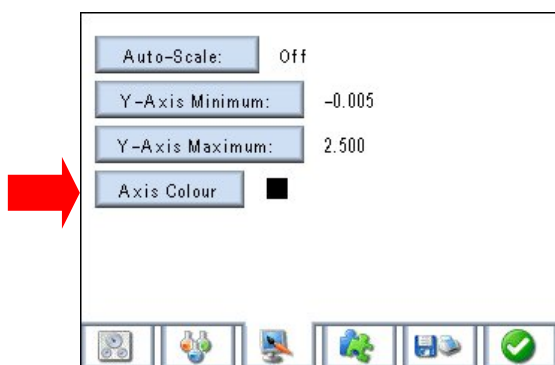 Auto-Scale: Off
Y-Axis Minimum: -0.005
Y-Axis Maximum: 2.500
Axis Colour